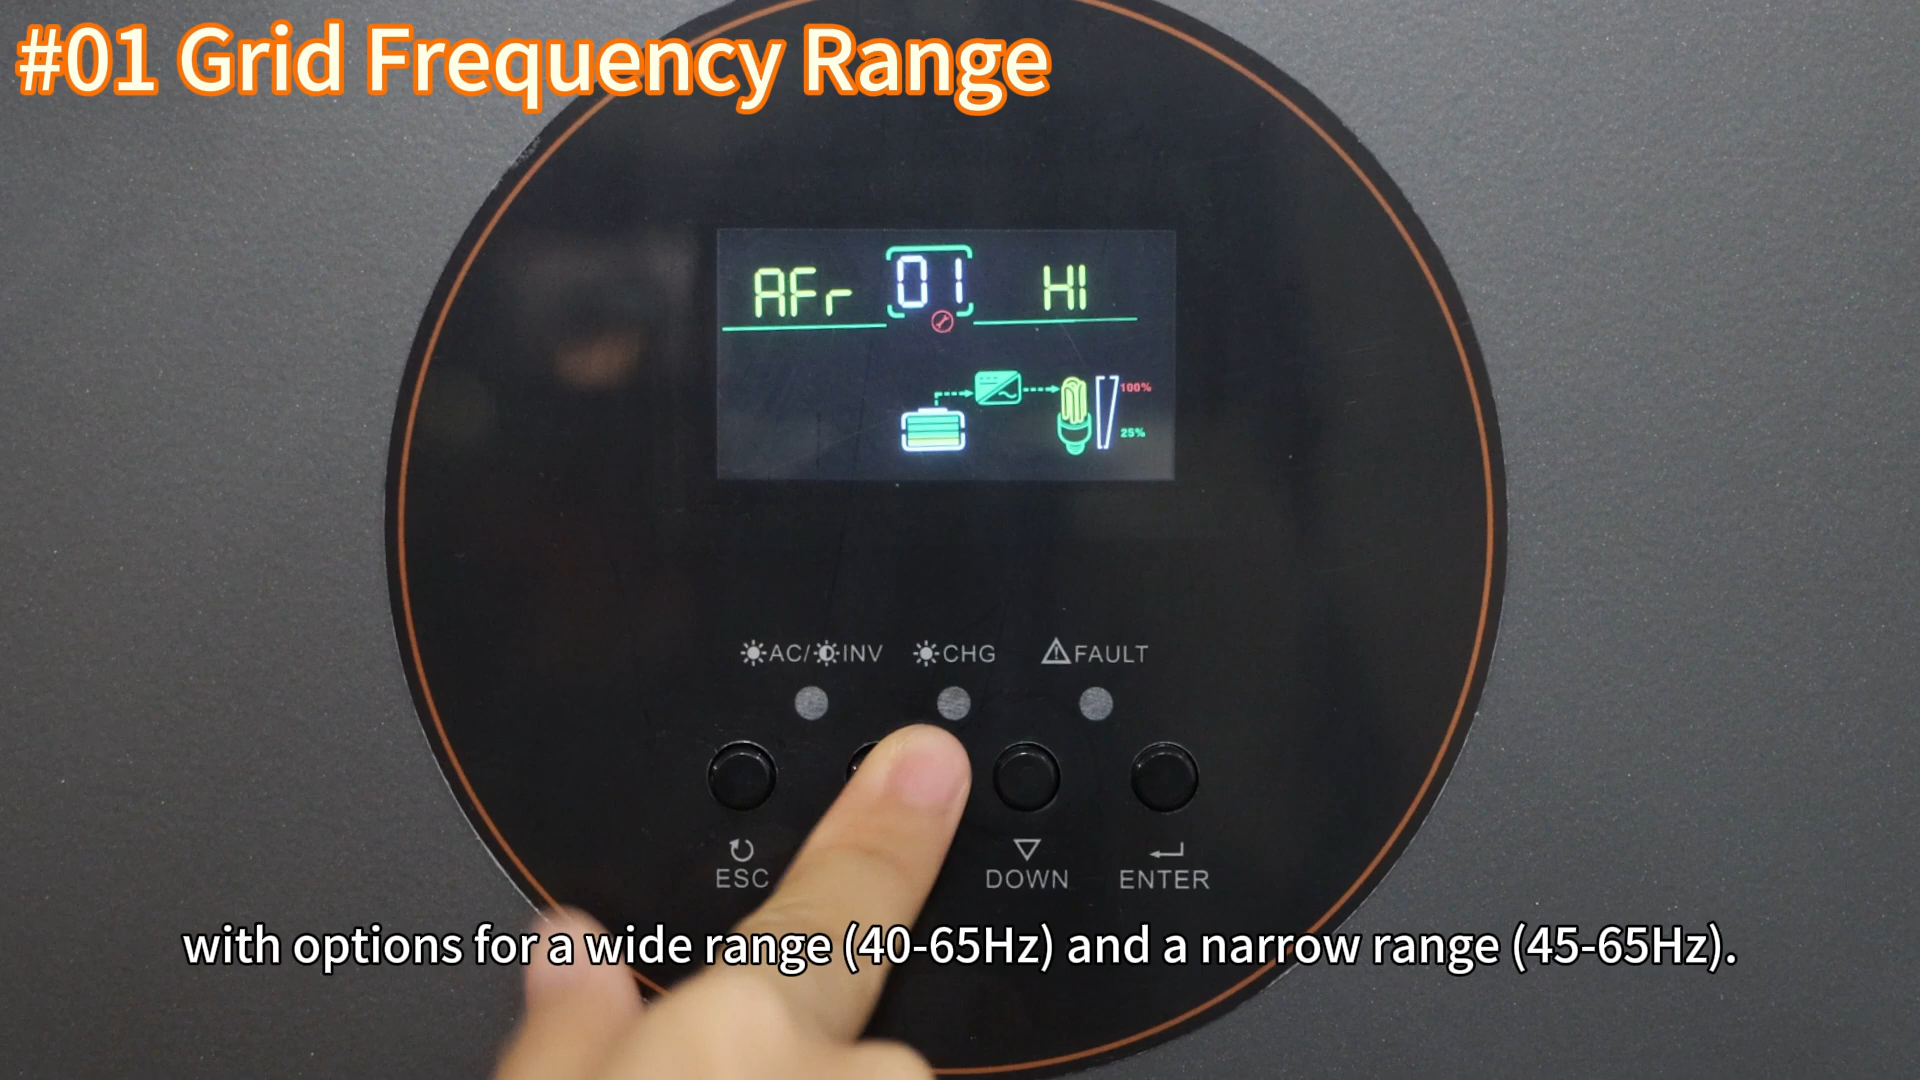 #01 Grid Frequency Range
AFr 01 HI
100%
25%
AC/ INV CHG FAULT
ESC DOWN ENTER
with options for a wide range (40-65Hz) and a narrow range (45-65Hz).